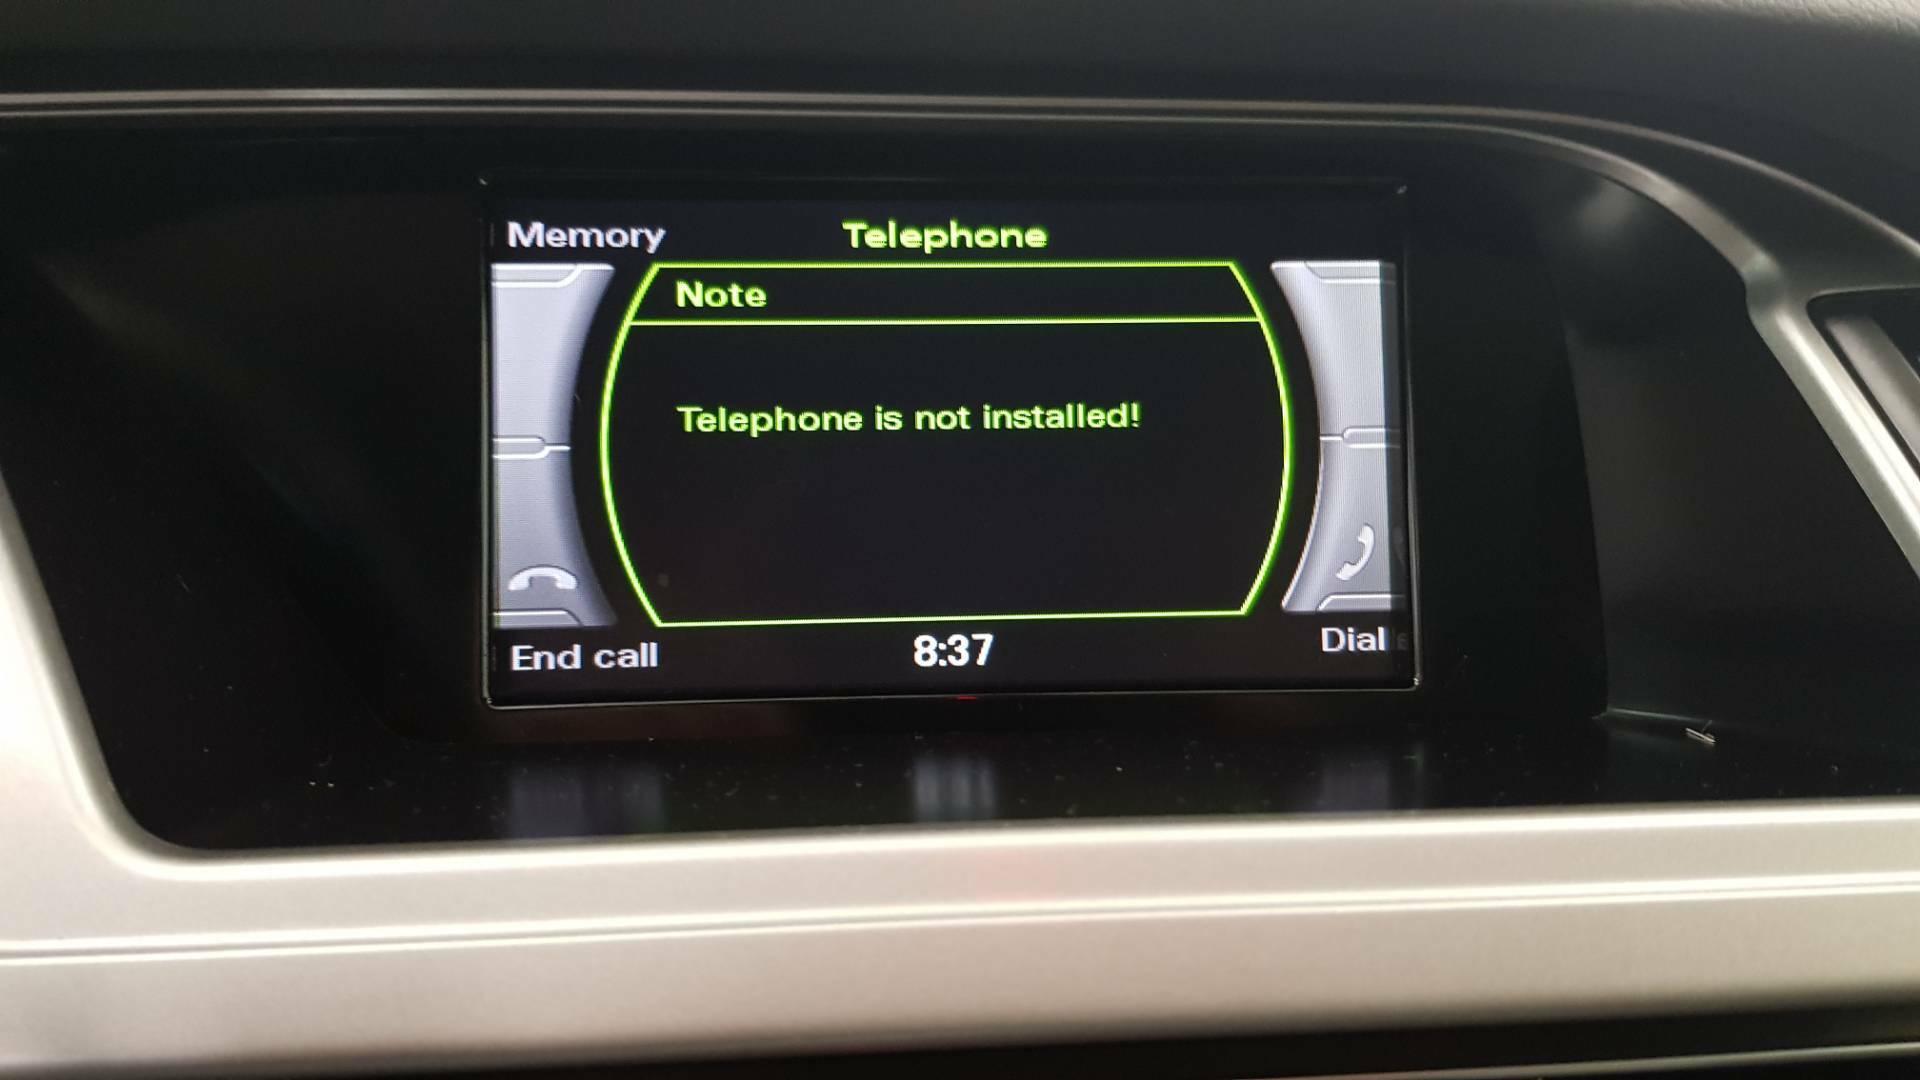 Memory
Telephone
Note
Telephone is not installed!
End call
8:37
Dial